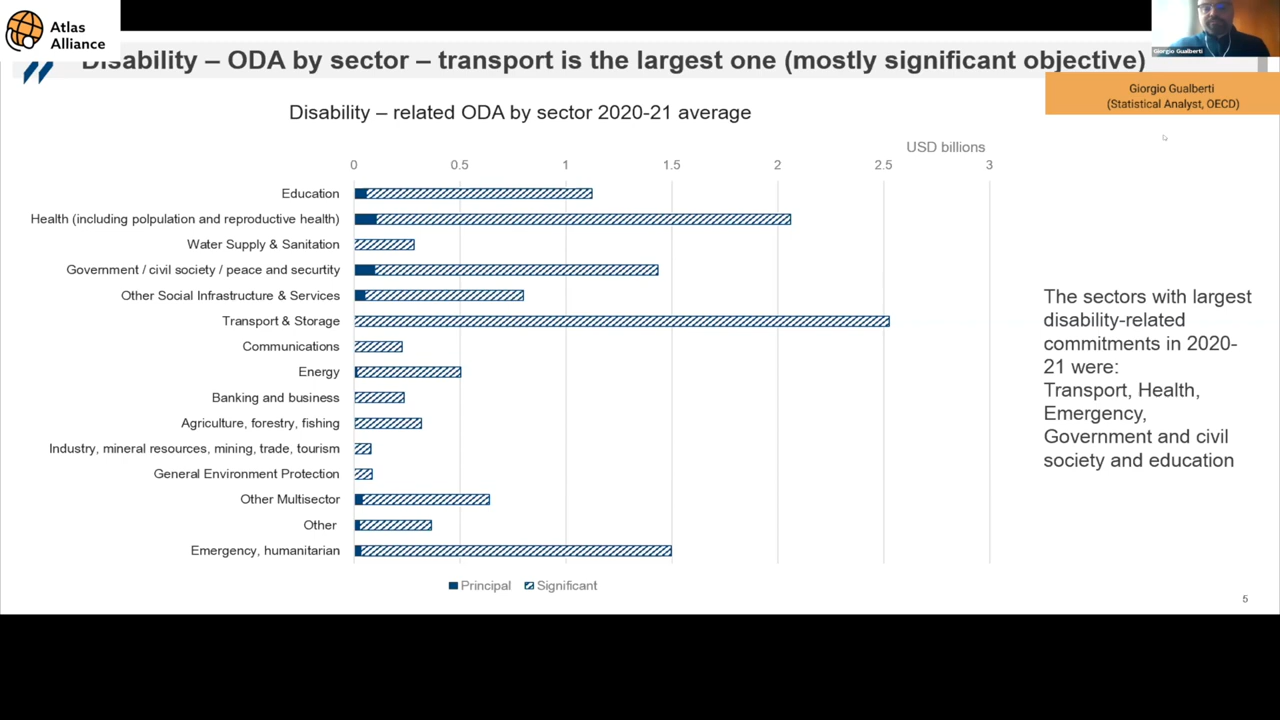 Atlas
Alliance
Disability – ODA by sector – transport is the largest one (mostly significant objective)
Giorgio Gualberti
Giorgio Gualberti
(Statistical Analyst, OECD)
Disability – related ODA by sector 2020-21 average
USD billions
0 0.5 1 1.5 2 2.5 3
Education
Health (including polpulation and reproductive health)
Water Supply & Sanitation
Government / civil society / peace and securtity
Other Social Infrastructure & Services
Transport & Storage
Communications
Energy
Banking and business
Agriculture, forestry, fishing
Industry, mineral resources, mining, trade, tourism
General Environment Protection
Other Multisector
Other
Emergency, humanitarian
Principal Significant
The sectors with largest
disability-related
commitments in 2020-
21 were:
Transport, Health,
Emergency,
Government and civil
society and education
5